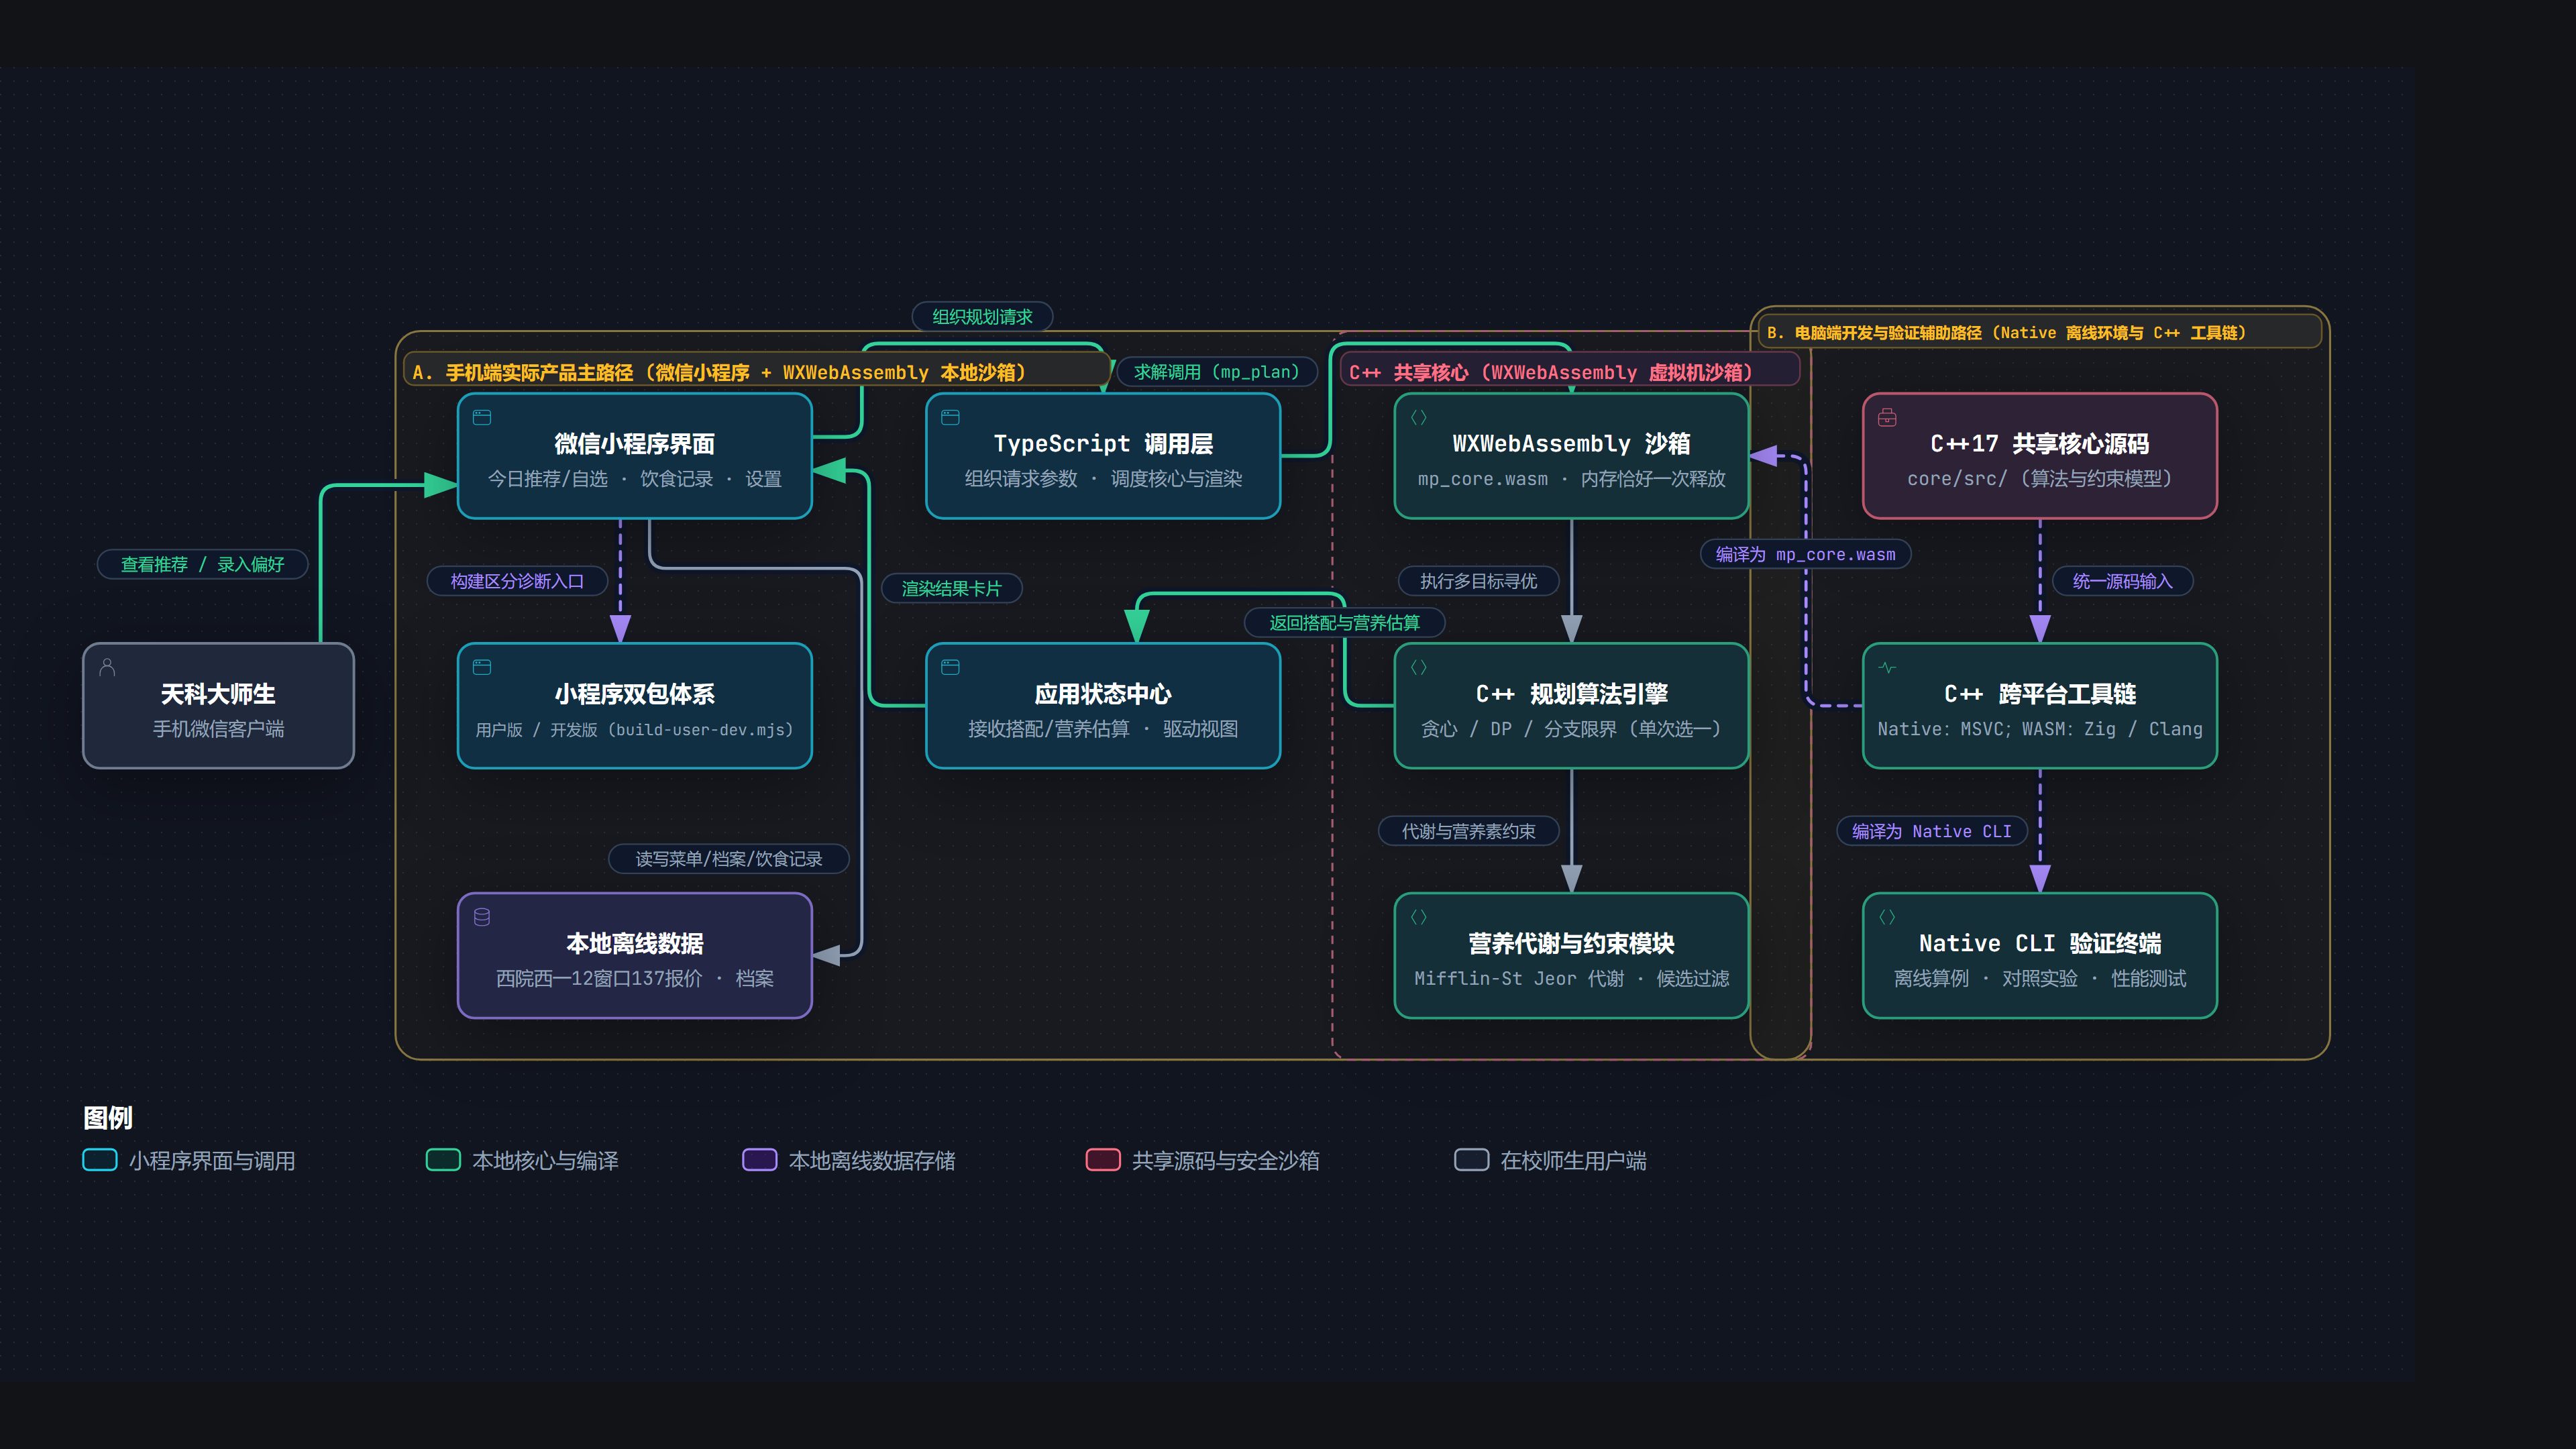 组织规划请求
B. 电脑端开发与验证辅助路径（Native 离线环境与 C++ 工具链）
A. 手机端实际产品主路径（微信小程序 + WXWebAssembly 本地沙箱）
求解调用（mp_plan）
C++ 共享核心（WXWebAssembly 虚拟机沙箱）
微信小程序界面
今日推荐/自选 · 饮食记录 · 设置
TypeScript 调用层
组织请求参数 · 调度核心与渲染
WXWebAssembly 沙箱
mp_core.wasm · 内存恰好一次释放
C++17 共享核心源码
core/src/（算法与约束模型）
查看推荐 / 录入偏好
构建区分诊断入口
渲染结果卡片
执行多目标寻优
编译为 mp_core.wasm
统一源码输入
返回搭配与营养估算
天科大师生
手机微信客户端
小程序双包体系
用户版 / 开发版（build-user-dev.mjs）
应用状态中心
接收搭配/营养估算 · 驱动视图
C++ 规划算法引擎
贪心 / DP / 分支限界（单次选一）
C++ 跨平台工具链
Native: MSVC; WASM: Zig / Clang
读写菜单/档案/饮食记录
代谢与营养素约束
编译为 Native CLI
本地离线数据
西院西一12窗口137报价 · 档案
营养代谢与约束模块
Mifflin-St Jeor 代谢 · 候选过滤
Native CLI 验证终端
离线算例 · 对照实验 · 性能测试
图例
小程序界面与调用
本地核心与编译
本地离线数据存储
共享源码与安全沙箱
在校师生用户端